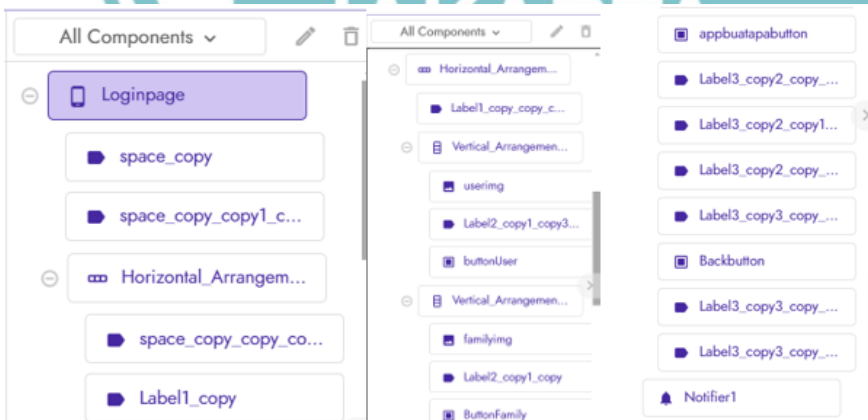 All Components
Loginpage
space_copy
space_copy_copy1_c...
Horizontal_Arrangem...
space_copy_copy_co...
Label1_copy
All Components
Horizontal_Arrangem...
Label1_copy_copy_c...
Vertical_Arrangemen...
userimg
Label2_copy1_copy3...
buttonUser
Vertical_Arrangemen...
familyimg
Label2_copy1_copy
ButtonFamily
appbuatapabutton
Label3_copy2_copy_...
Label3_copy2_copy1...
Label3_copy2_copy_...
Label3_copy3_copy_...
Backbutton
Label3_copy3_copy_...
Label3_copy3_copy_...
Notifier1